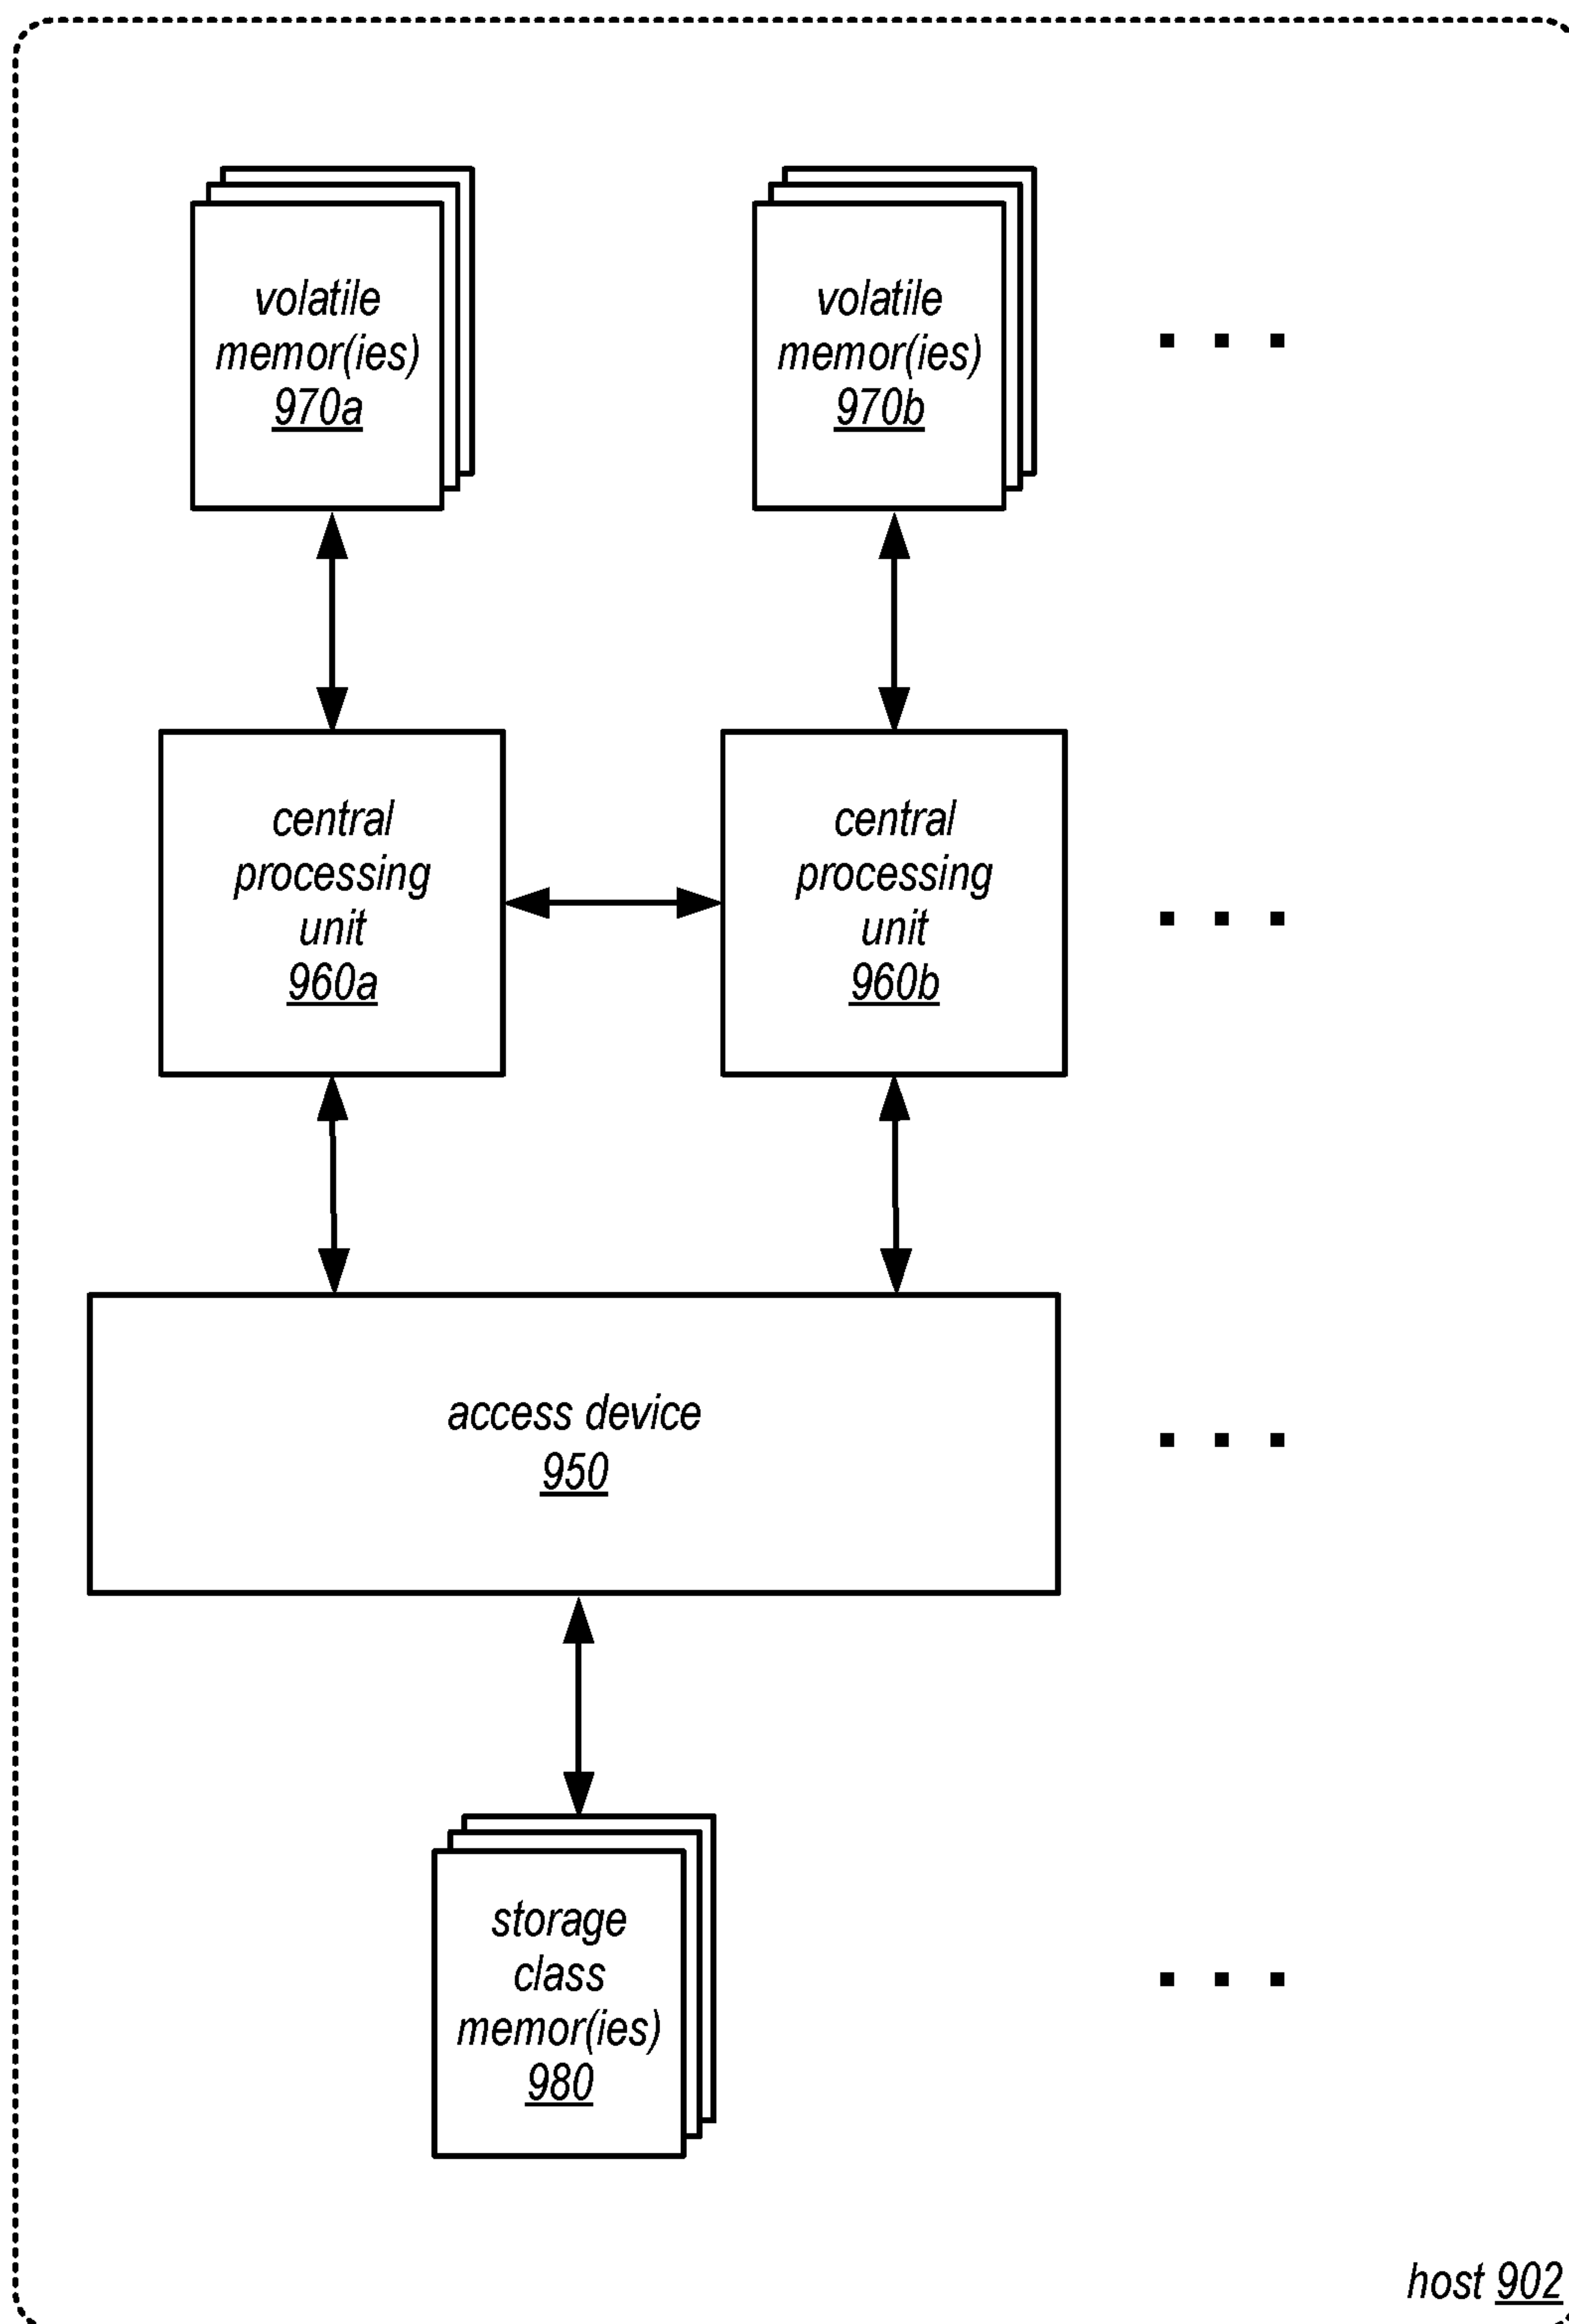 volatile
memor(ies)
970a
volatile
memor(ies)
970b
. . .
central
processing
unit
960a
central
processing
unit
960b
. . .
access device
950
. . .
storage
class
memor(ies)
980
. . .
host 902